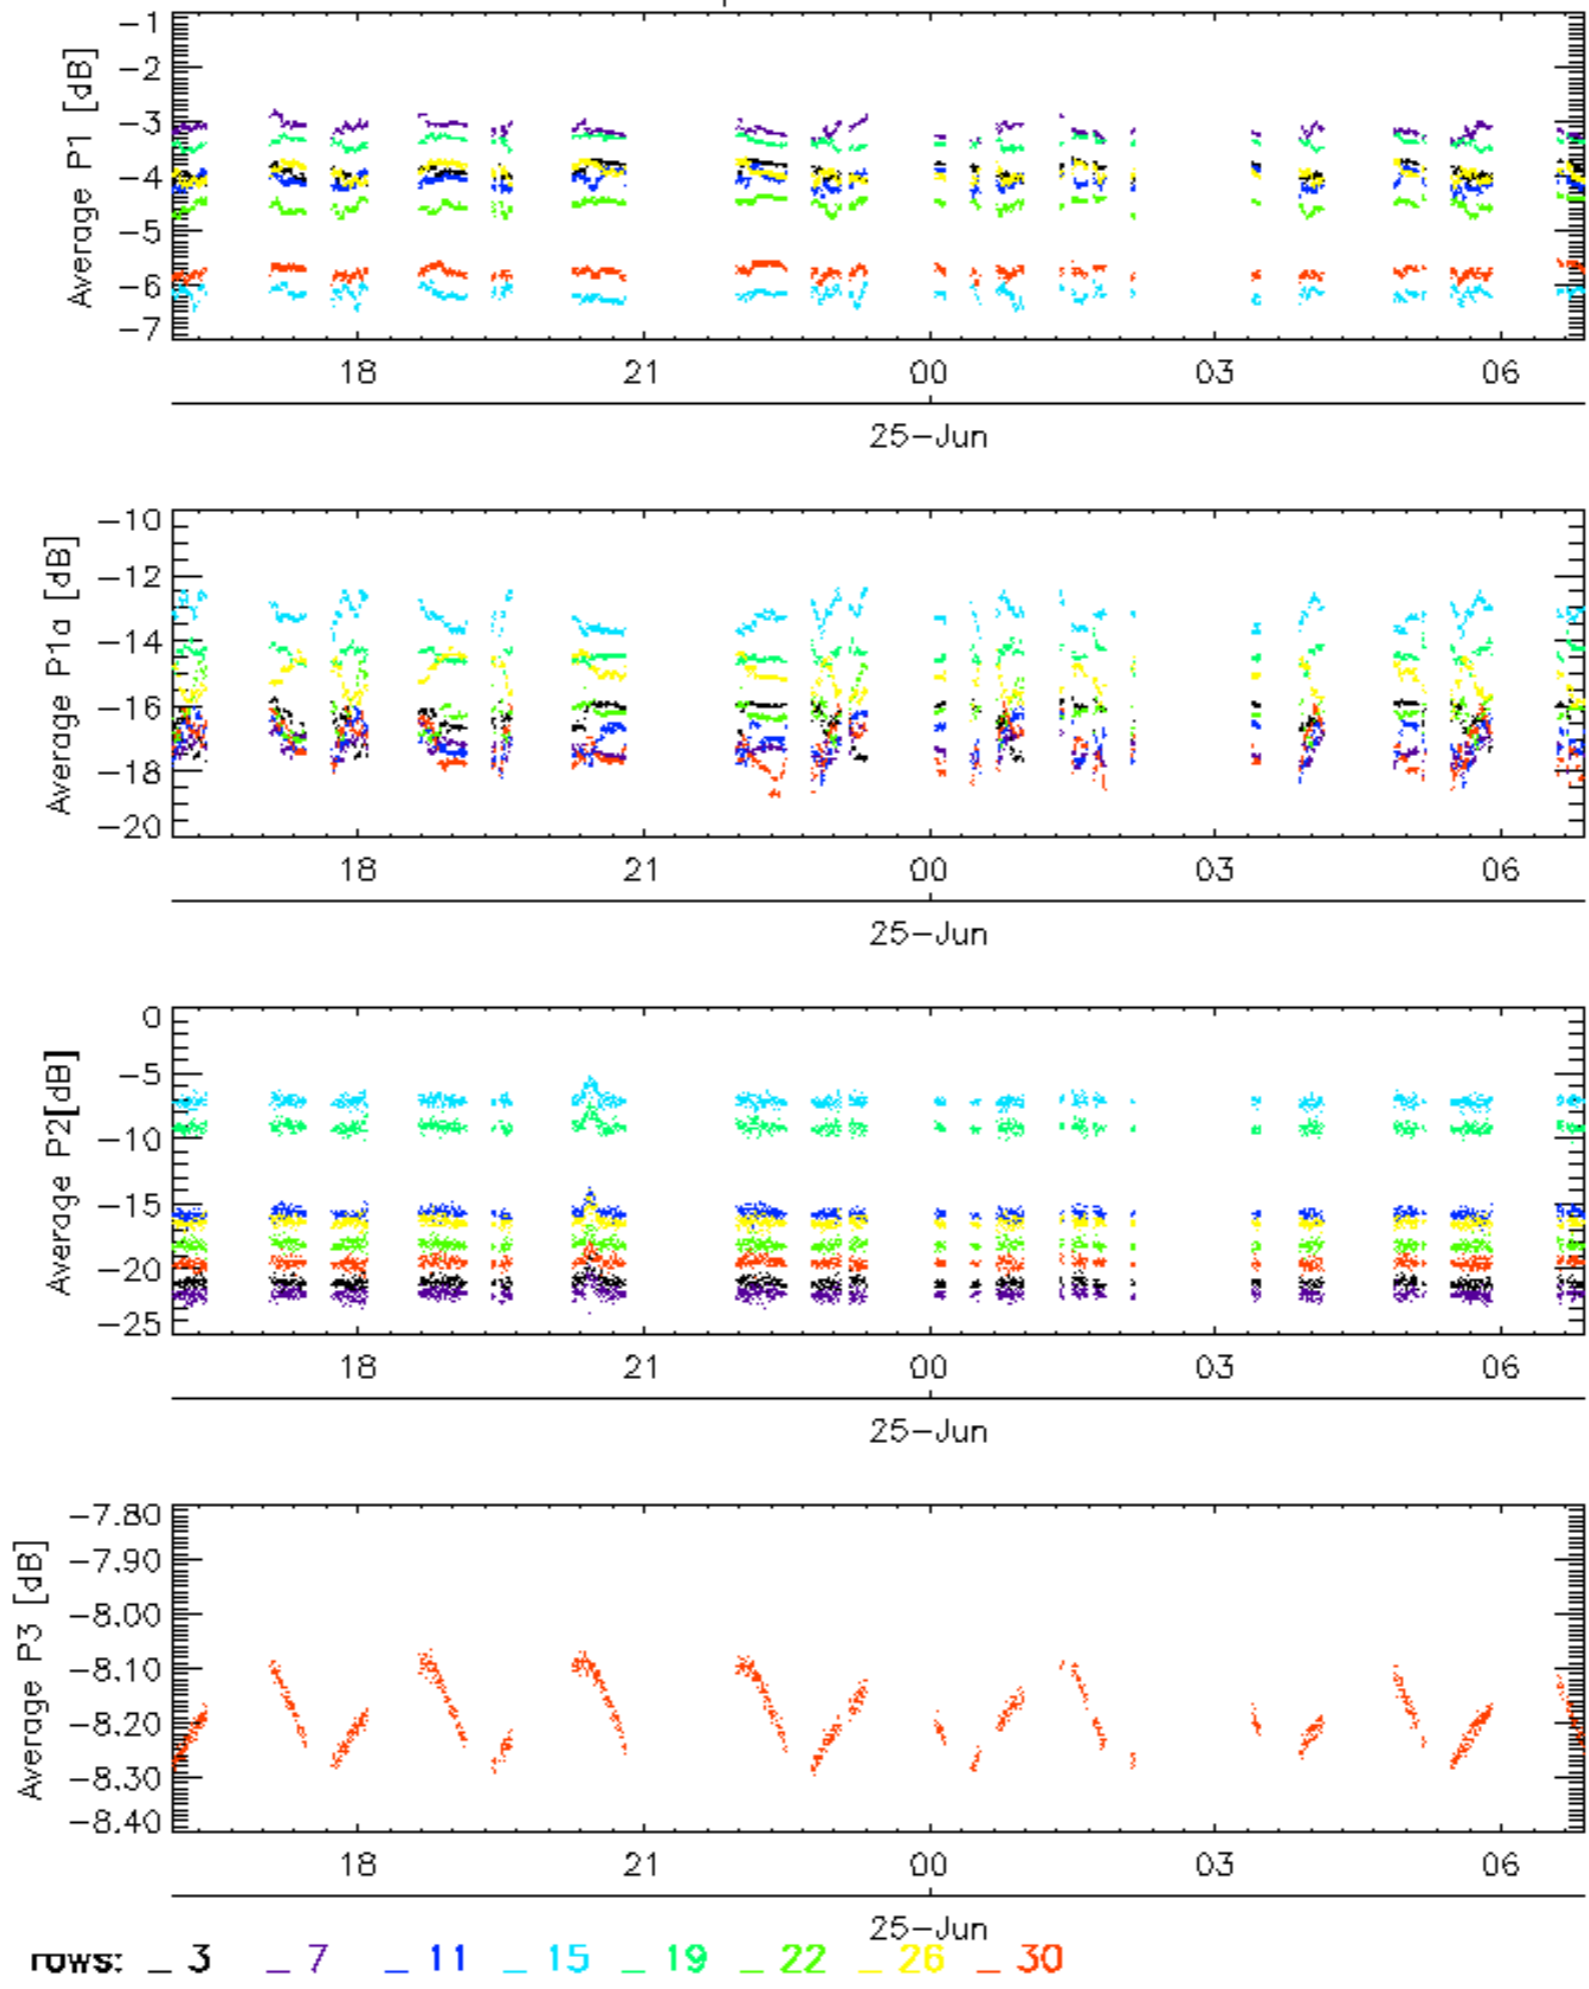 Average P1 [dB]
−1
−2
−3
−4
−5
−6
−7
18 21 00 03 06
25−Jun
Average P1a [dB]
−10
−12
−14
−16
−18
−20
18 21 00 03 06
25−Jun
Average P2[dB]
0
−5
−10
−15
−20
−25
18 21 00 03 06
25−Jun
Average P3 [dB]
−7.80
−7.90
−8.00
−8.10
−8.20
−8.30
−8.40
18 21 00 03 06
25−Jun
rows: _ 3 _ 7 _ 11 _ 15 _ 19 _ 22 _ 26 _ 30